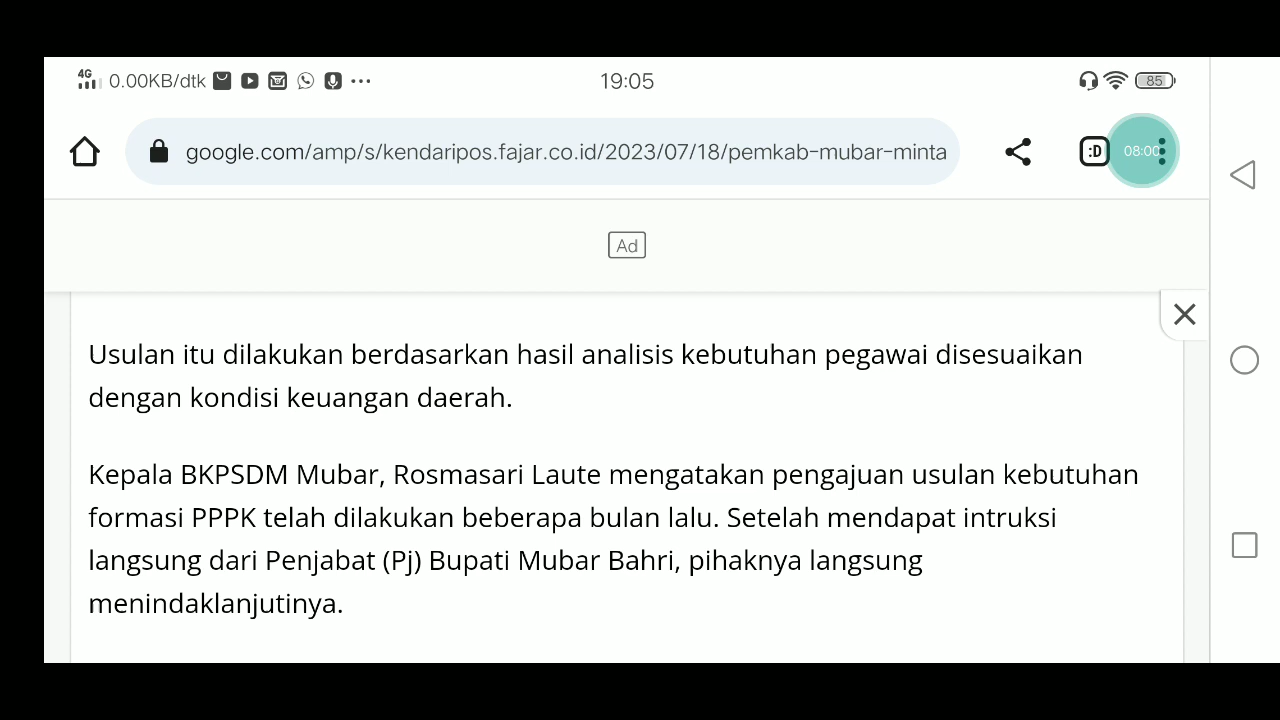 4G 0.00KB/dtk 19:05 85
google.com/amp/s/kendaripos.fajar.co.id/2023/07/18/pemkab-mubar-minta :D 08:00
Ad
Usulan itu dilakukan berdasarkan hasil analisis kebutuhan pegawai disesuaikan
dengan kondisi keuangan daerah.
Kepala BKPSDM Mubar, Rosmasari Laute mengatakan pengajuan usulan kebutuhan
formasi PPPK telah dilakukan beberapa bulan lalu. Setelah mendapat intruksi
langsung dari Penjabat (Pj) Bupati Mubar Bahri, pihaknya langsung
menindaklanjutinya.